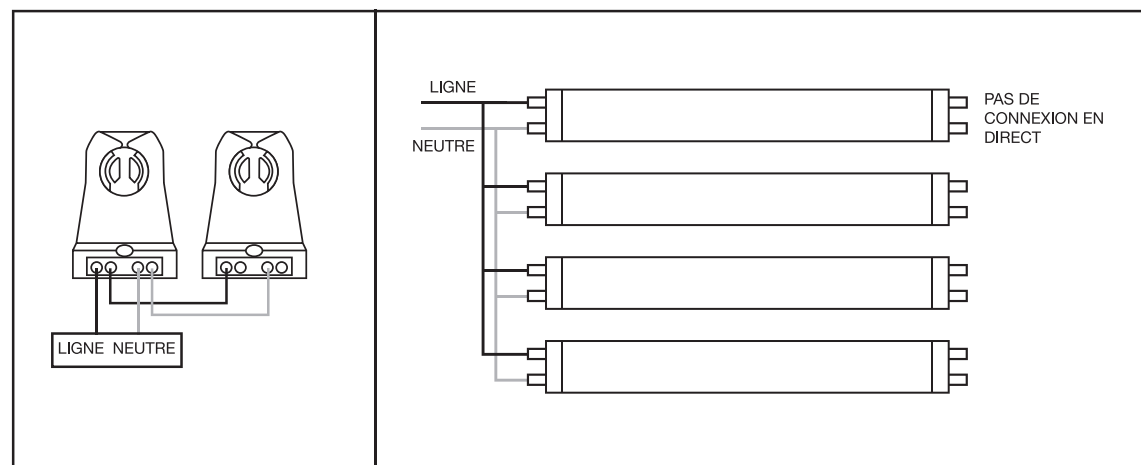 LIGNE NEUTRE
LIGNE
NEUTRE
PAS DE
CONNEXION EN
DIRECT